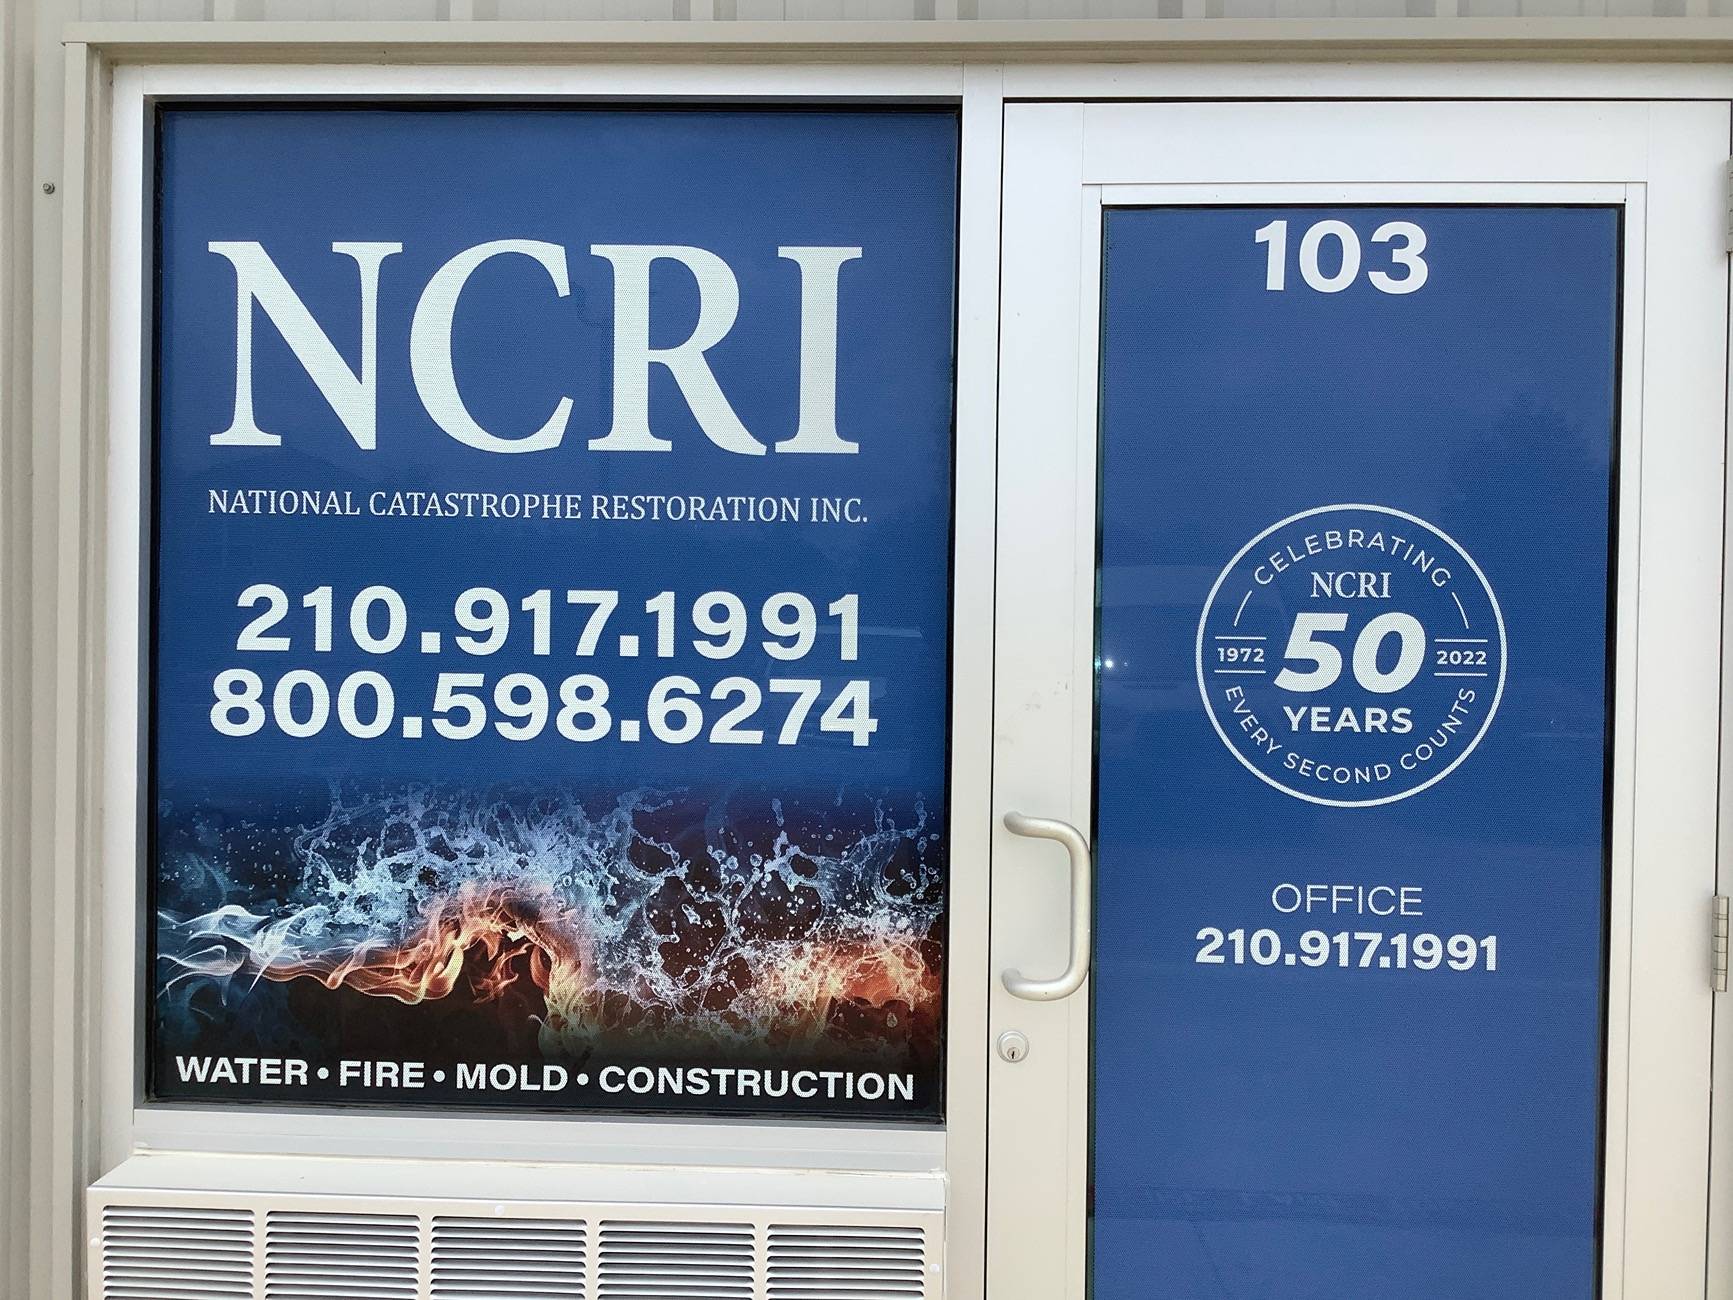 NCRI
NATIONAL CATASTROPHE RESTORATION INC.
210.917.1991
800.598.6274
WATER • FIRE • MOLD • CONSTRUCTION
103
CELEBRATING
NCRI
1972 50 2022
YEARS
EVERY SECOND COUNTS
OFFICE
210.917.1991